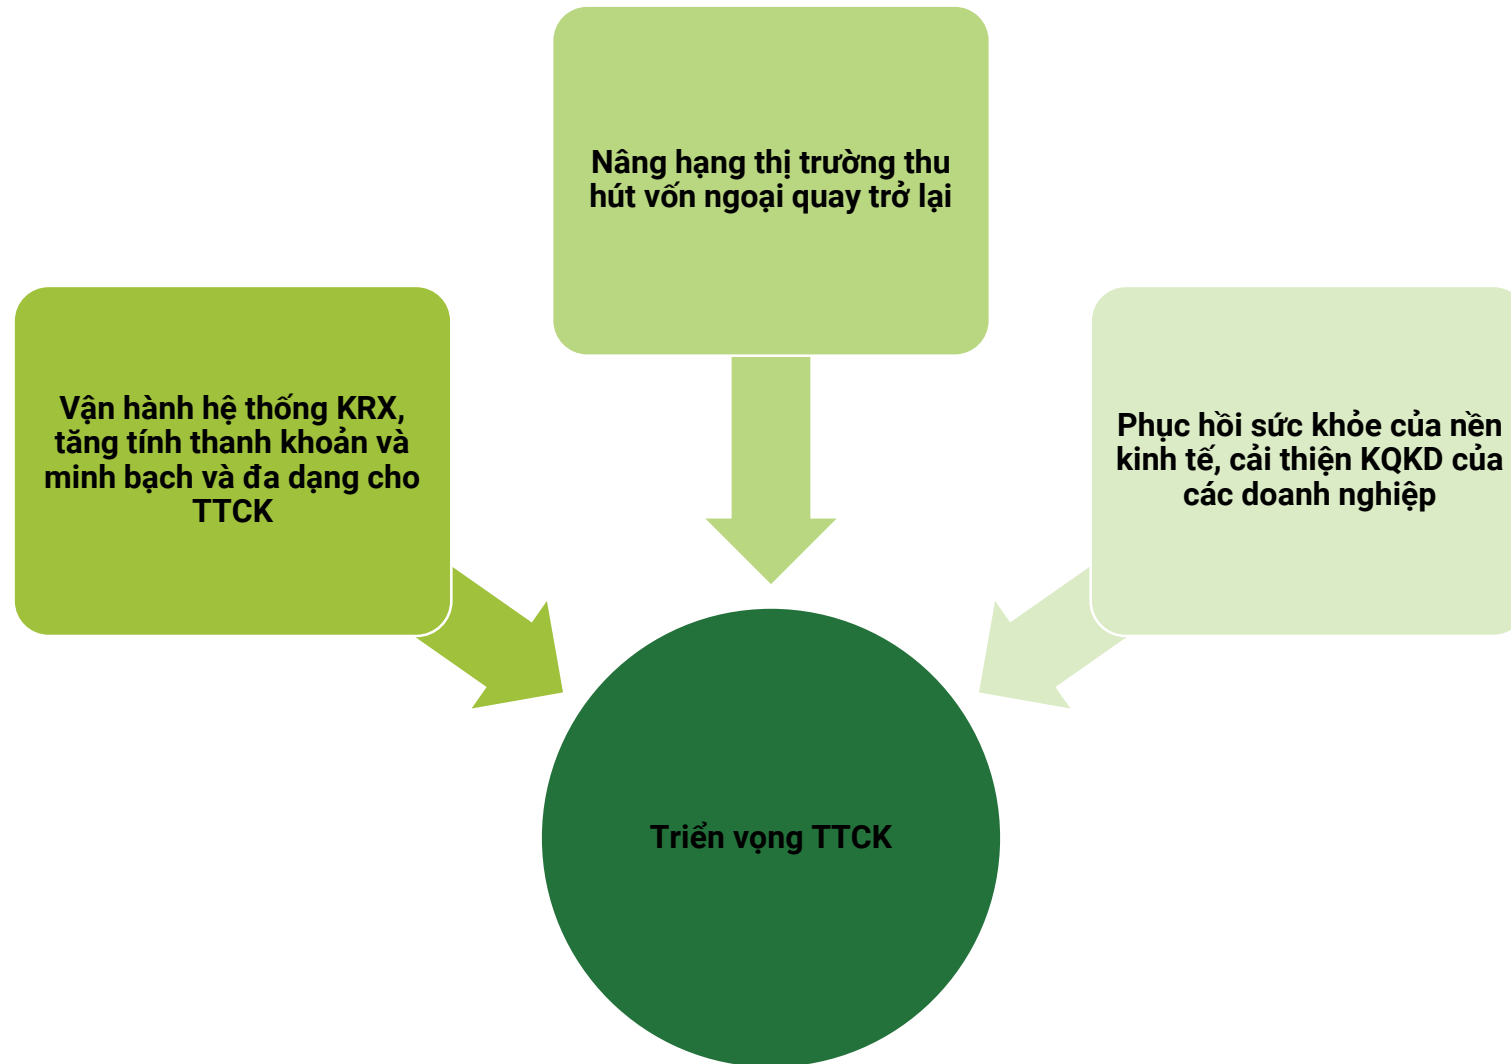 Nâng hạng thị trường thu
hút vốn ngoại quay trở lại
Vận hành hệ thống KRX,
tăng tính thanh khoản và
minh bạch và đa dạng cho
TTCK
Phục hồi sức khỏe của nền
kinh tế, cải thiện KQKD của
các doanh nghiệp
Triển vọng TTCK